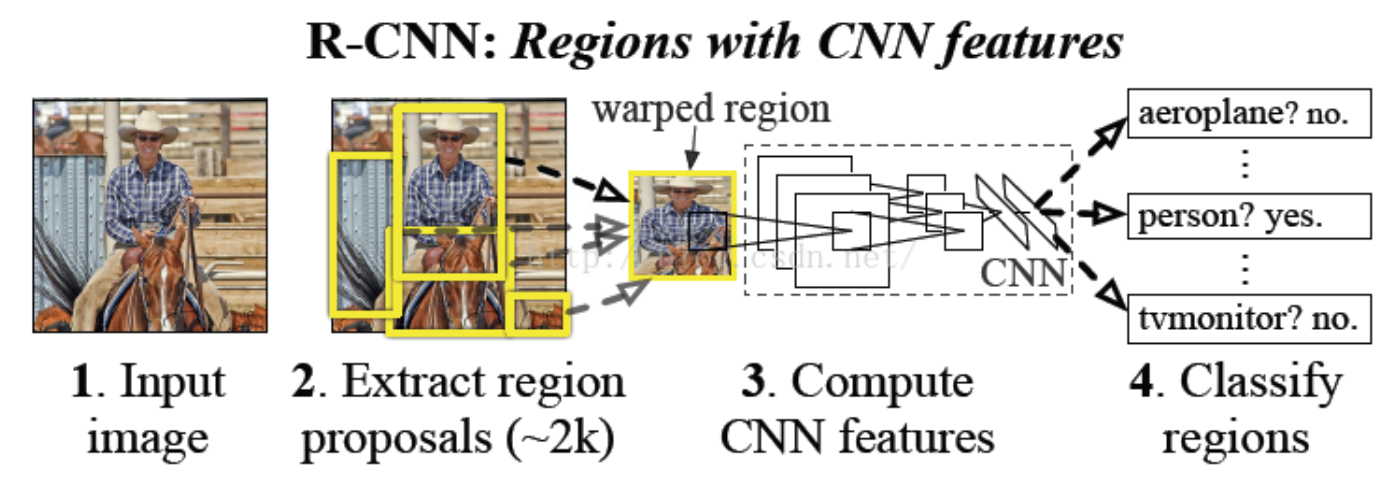 R-CNN: Regions with CNN features
warped region
aeroplane? no.
person? yes.
CNN
tvmonitor? no.
1. Input
image
2. Extract region
proposals (~2k)
3. Compute
CNN features
4. Classify
regions